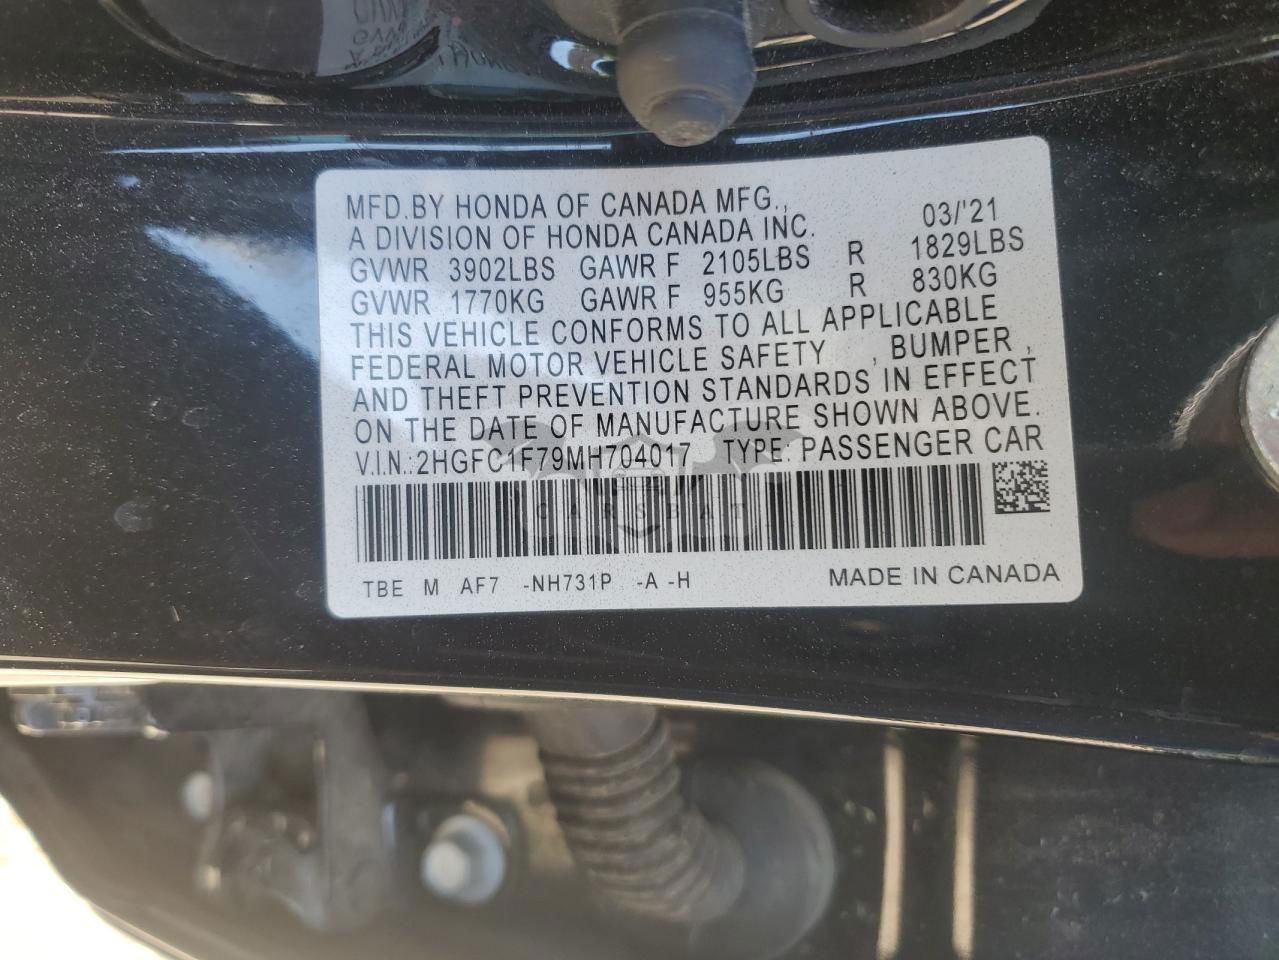 MFD.BY HONDA OF CANADA MFG.,
A DIVISION OF HONDA CANADA INC. 03/'21
GVWR 3902LBS GAWR F 2105LBS R 1829LBS
GVWR 1770KG GAWR F 955KG R 830KG
THIS VEHICLE CONFORMS TO ALL APPLICABLE
FEDERAL MOTOR VEHICLE SAFETY , BUMPER ,
AND THEFT PREVENTION STANDARDS IN EFFECT
ON THE DATE OF MANUFACTURE SHOWN ABOVE.
V.I.N.:2HGFC1F79MH704017 TYPE: PASSENGER CAR
CARSBAT
TBE M AF7 -NH731P -A -H MADE IN CANADA